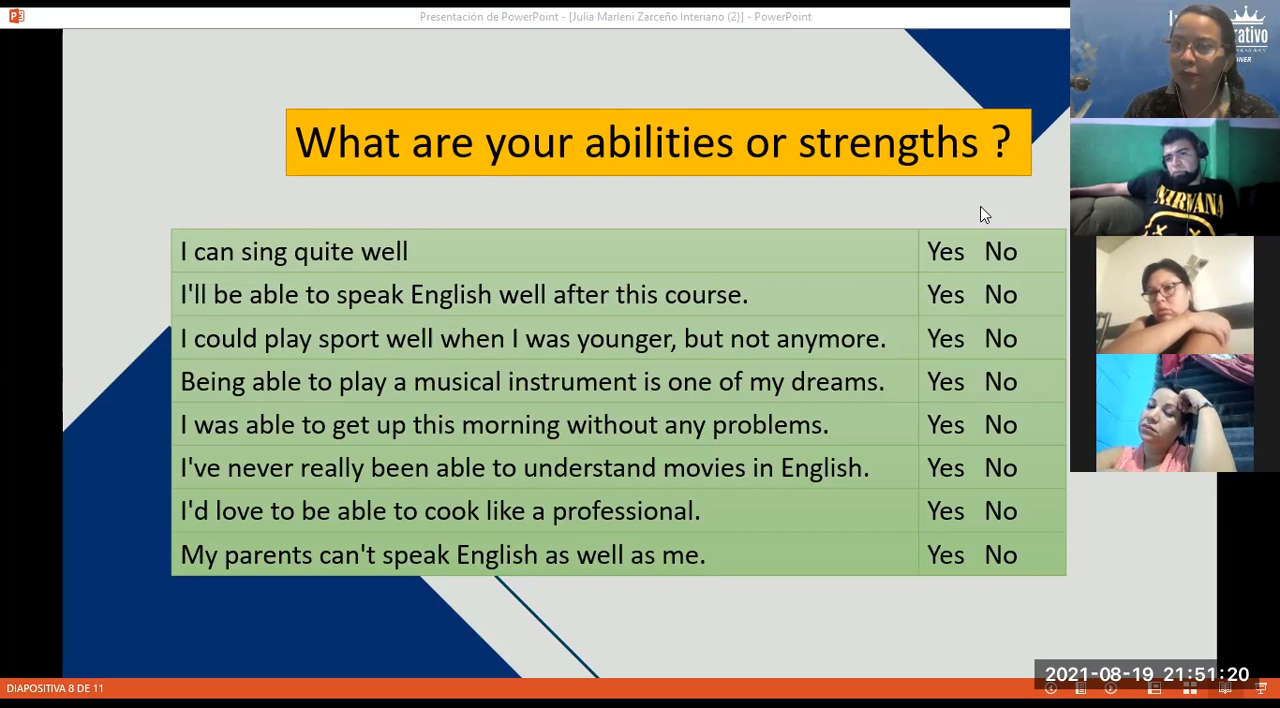 Presentación de PowerPoint - [Julia Marleni Zarceño Interiano (2)] - PowerPoint
What are your abilities or strengths ?
I can sing quite well Yes No
I'll be able to speak English well after this course. Yes No
I could play sport well when I was younger, but not anymore. Yes No
Being able to play a musical instrument is one of my dreams. Yes No
I was able to get up this morning without any problems. Yes No
I've never really been able to understand movies in English. Yes No
I'd love to be able to cook like a professional. Yes No
My parents can't speak English as well as me. Yes No
NIRVANA
2021-08-19 21:51:20
DIAPOSITIVA 8 DE 11